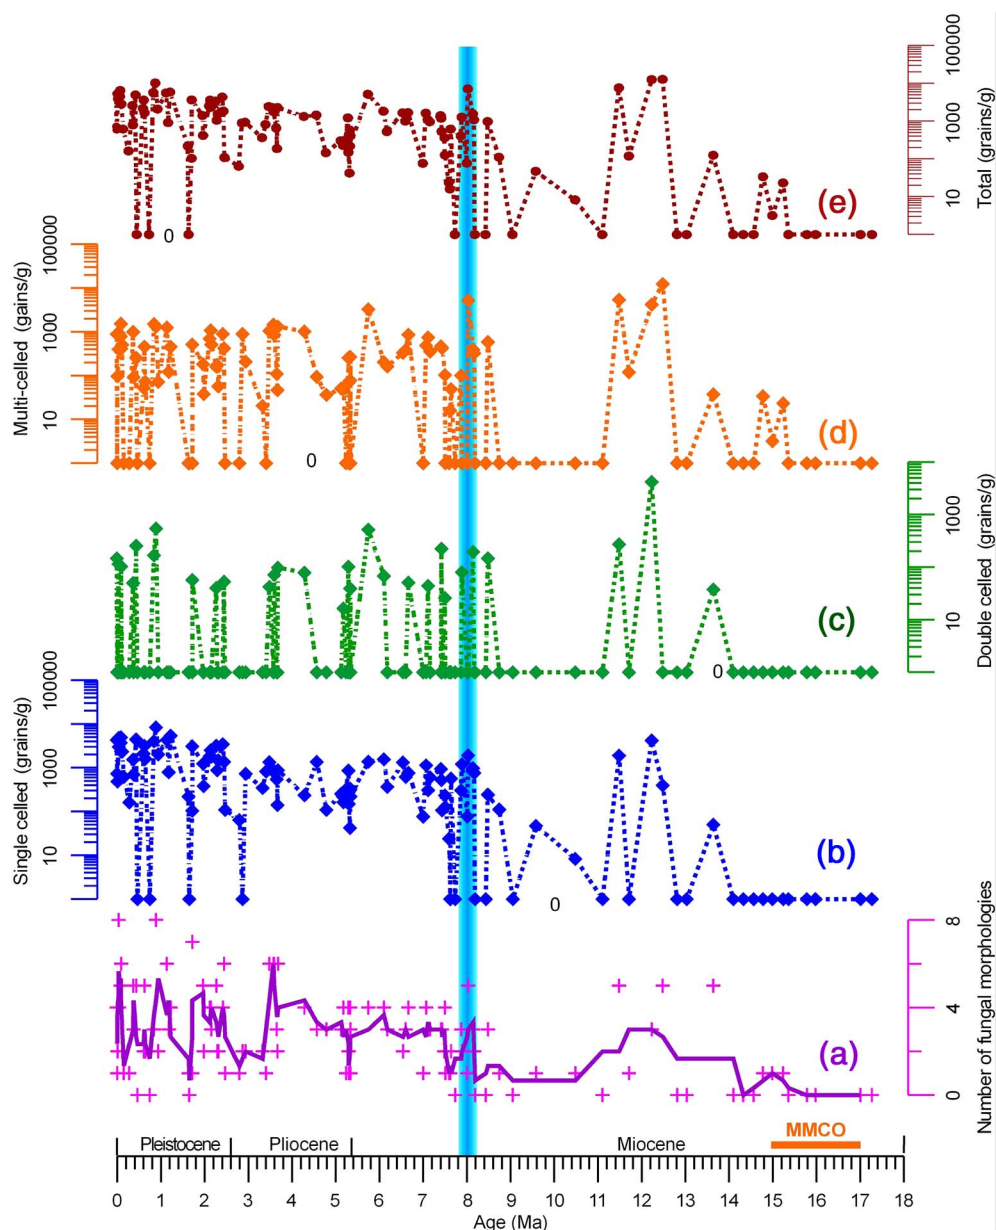 100000
1000
10
Total (grains/g)
(e)
0
100000
1000
10
Multi-celled (gains/g)
(d)
0
1000
10
Double celled (grains/g)
(c)
0
100000
1000
10
Single celled (grains/g)
(b)
0
8
4
0
Number of fungal morphologies
(a)
MMCO
Pleistocene Pliocene Miocene
0 1 2 3 4 5 6 7 8 9 10 11 12 13 14 15 16 17 18
Age (Ma)